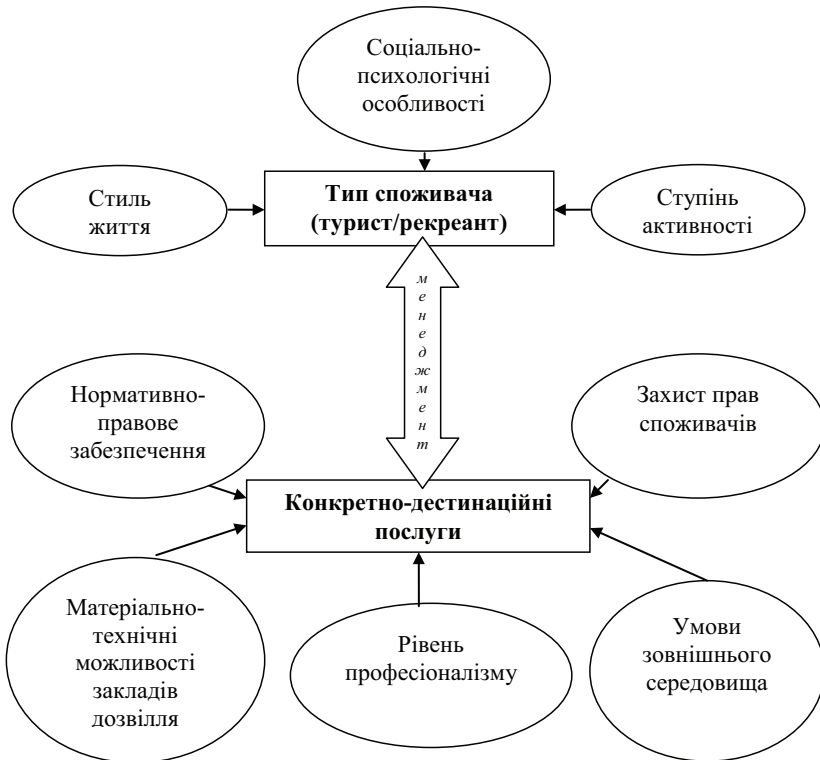 Соціально-
психологічні
особливості
Стиль
життя
Тип споживача
(турист/рекреант)
Ступінь
активності
менеджмент
Нормативно-
правове
забезпечення
Захист прав
споживачів
Конкретно-дестинаційні
послуги
Матеріально-
технічні
можливості
закладів
дозвілля
Рівень
професіоналізму
Умови
зовнішнього
середовища